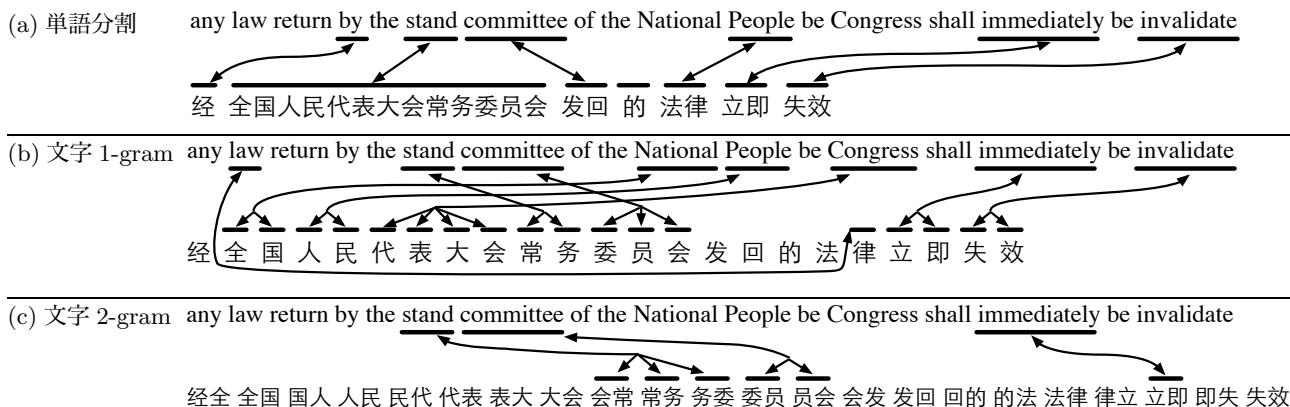 (a) 単語分割 any law return by the stand committee of the National People be Congress shall immediately be invalidate
经 全国人民代表大会常务委员会 发回 的 法律 立即 失效
(b) 文字 1-gram any law return by the stand committee of the National People be Congress shall immediately be invalidate
经 全 国 人 民 代 表 大 会 常 务 委 员 会 发 回 的 法 律 立 即 失 效
(c) 文字 2-gram any law return by the stand committee of the National People be Congress shall immediately be invalidate
经全 全国 国人 人民 民代 代表 表大 大会 会常 常务 务委 委员 员会 会发 发回 回的 的法 法律 律立 立即 即失 失效